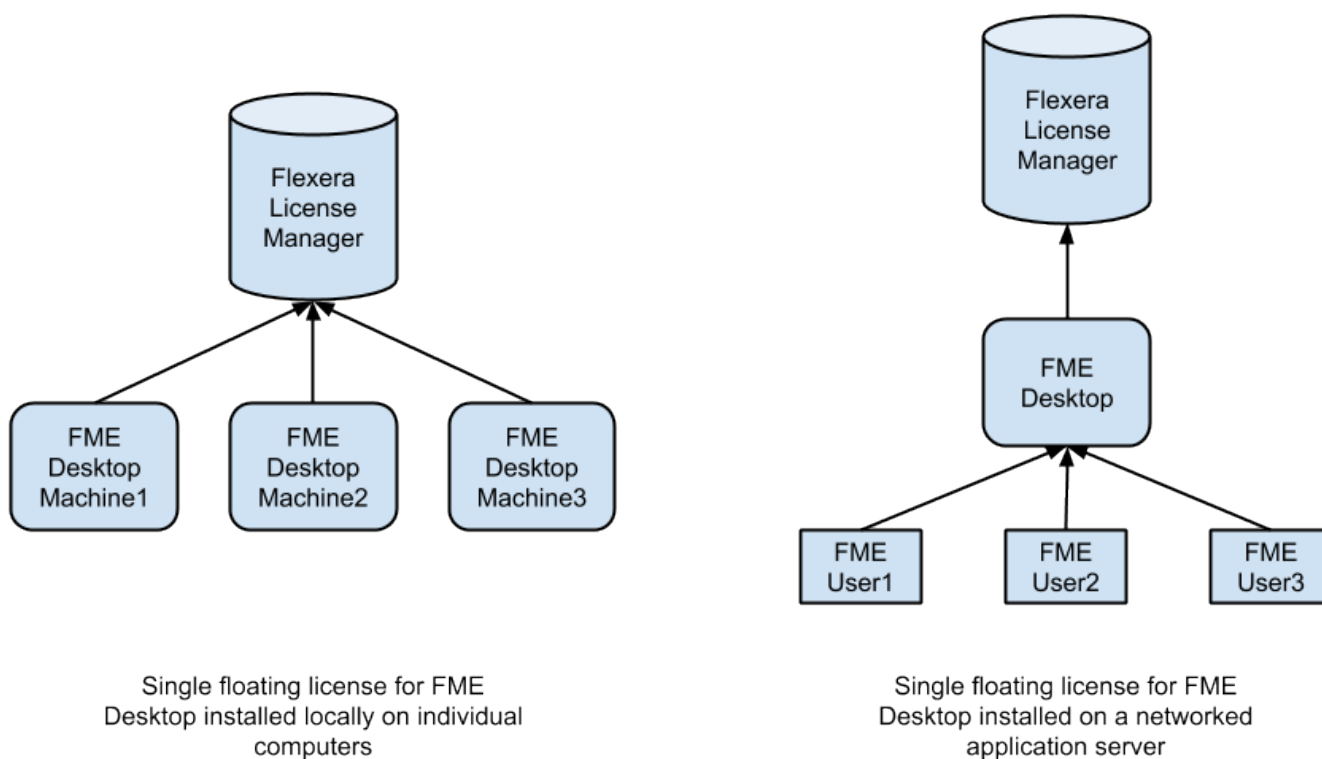 Flexera
License
Manager
FME
Desktop
Machine1
FME
Desktop
Machine2
FME
Desktop
Machine3
Single floating license for FME
Desktop installed locally on individual
computers
Flexera
License
Manager
FME
Desktop
FME
User1
FME
User2
FME
User3
Single floating license for FME
Desktop installed on a networked
application server